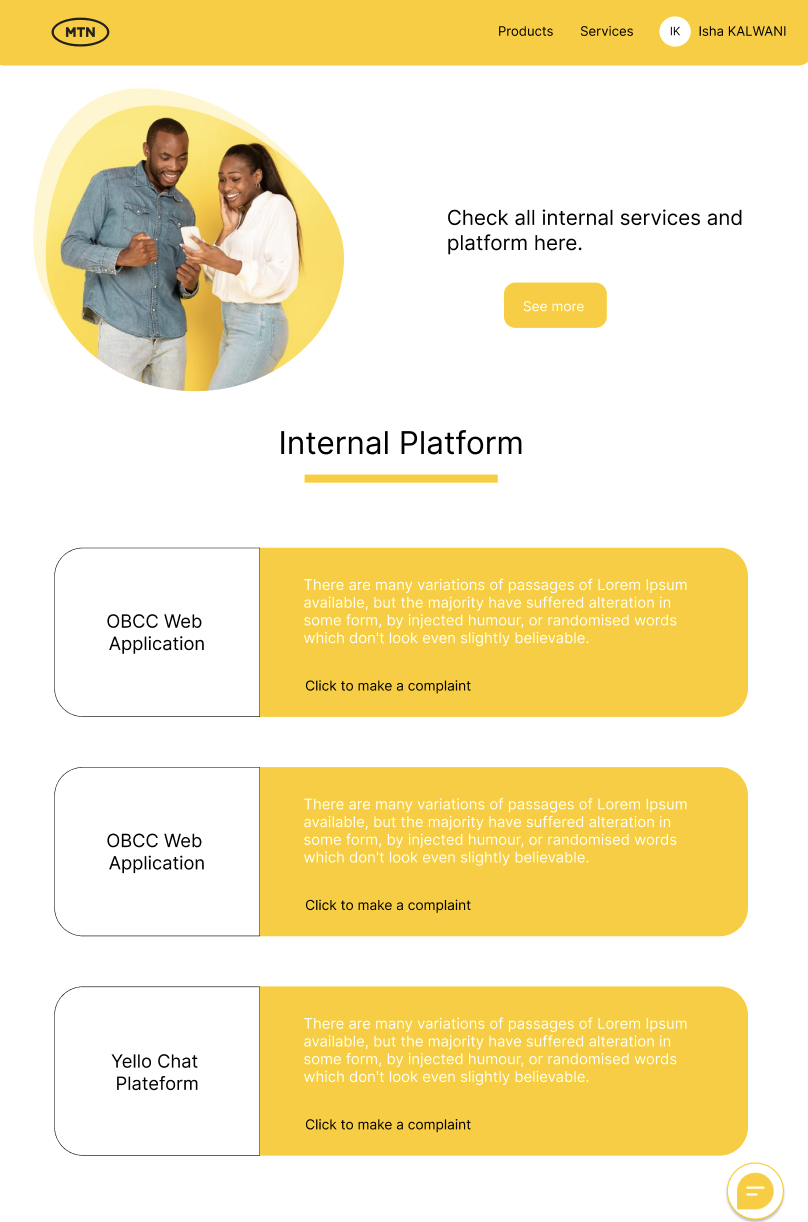 MTN
Products Services IK Isha KALWANI
Check all internal services and
platform here.
See more
Internal Platform
OBCC Web
Application
There are many variations of passages of Lorem Ipsum
available, but the majority have suffered alteration in
some form, by injected humour, or randomised words
which don't look even slightly believable.
Click to make a complaint
OBCC Web
Application
There are many variations of passages of Lorem Ipsum
available, but the majority have suffered alteration in
some form, by injected humour, or randomised words
which don't look even slightly believable.
Click to make a complaint
Yello Chat
Plateform
There are many variations of passages of Lorem Ipsum
available, but the majority have suffered alteration in
some form, by injected humour, or randomised words
which don't look even slightly believable.
Click to make a complaint